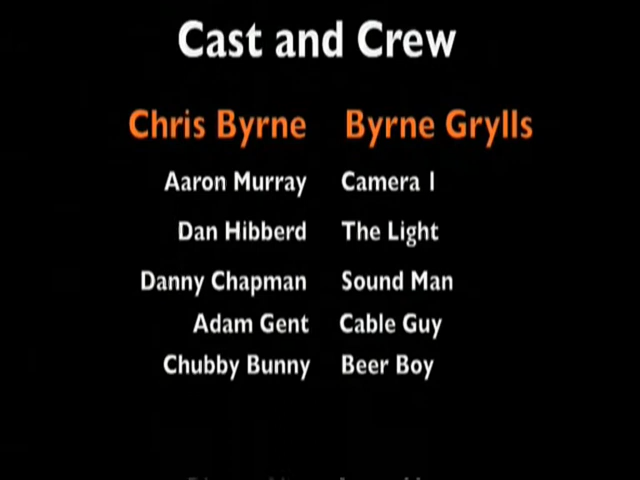 Cast and Crew
Chris Byrne Byrne Grylls
Aaron Murray Camera 1
Dan Hibberd The Light
Danny Chapman Sound Man
Adam Gent Cable Guy
Chubby Bunny Beer Boy